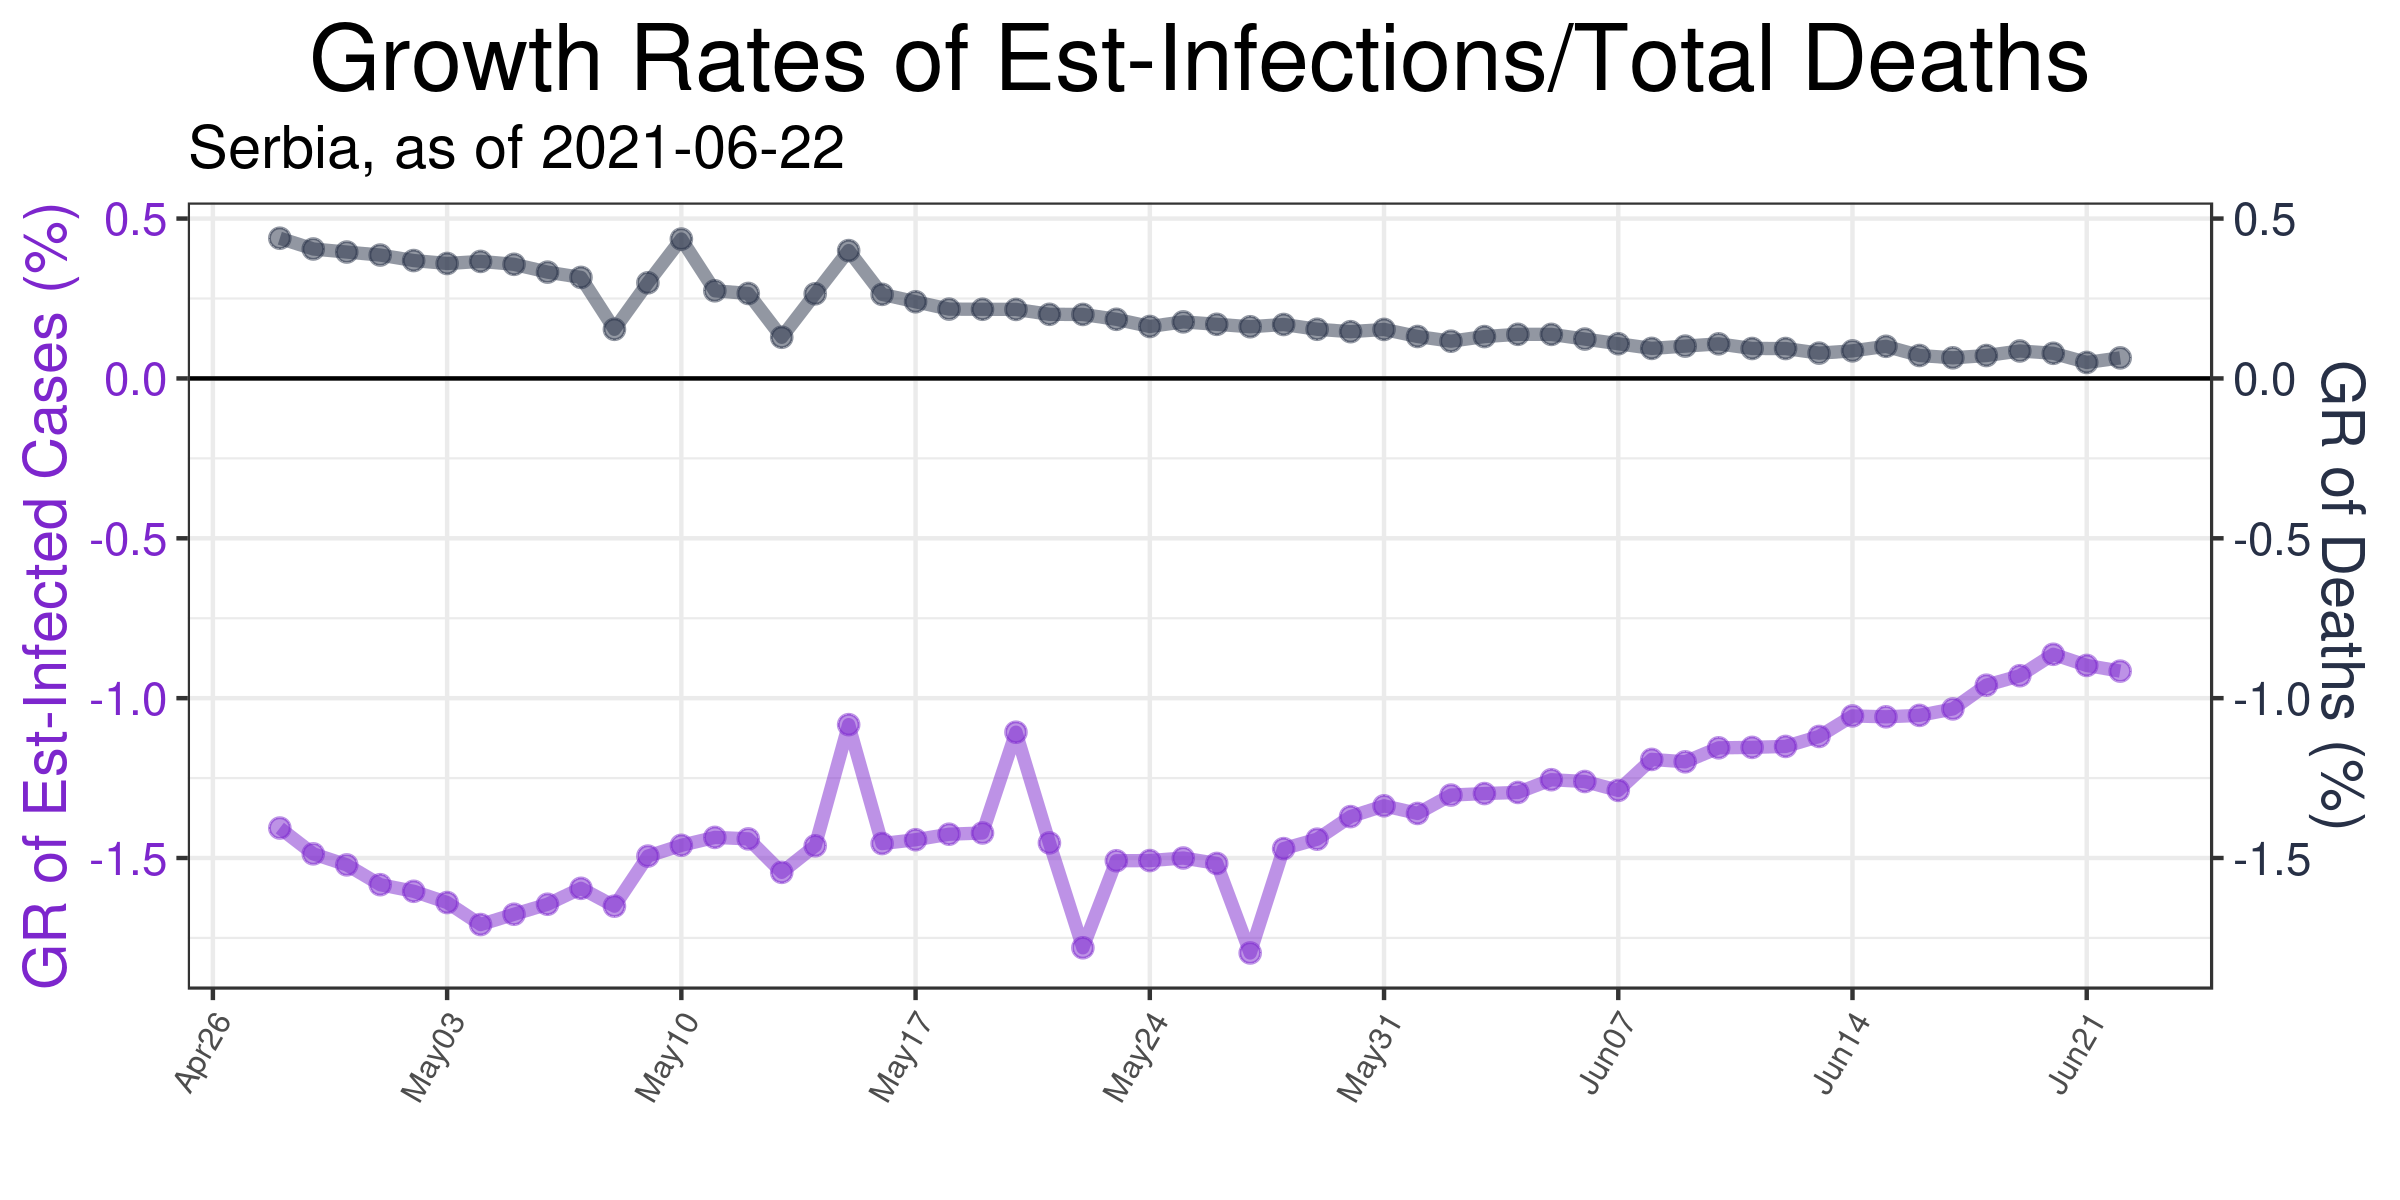 Growth Rates of Est-Infections/Total Deaths
Serbia, as of 2021-06-22
GR of Est-Infected Cases (%)
0.5
0.0
-0.5
-1.0
-1.5
0.5
0.0
-0.5
-1.0
-1.5
GR of Deaths (%)
Apr26
May03
May10
May17
May24
May31
Jun07
Jun14
Jun21